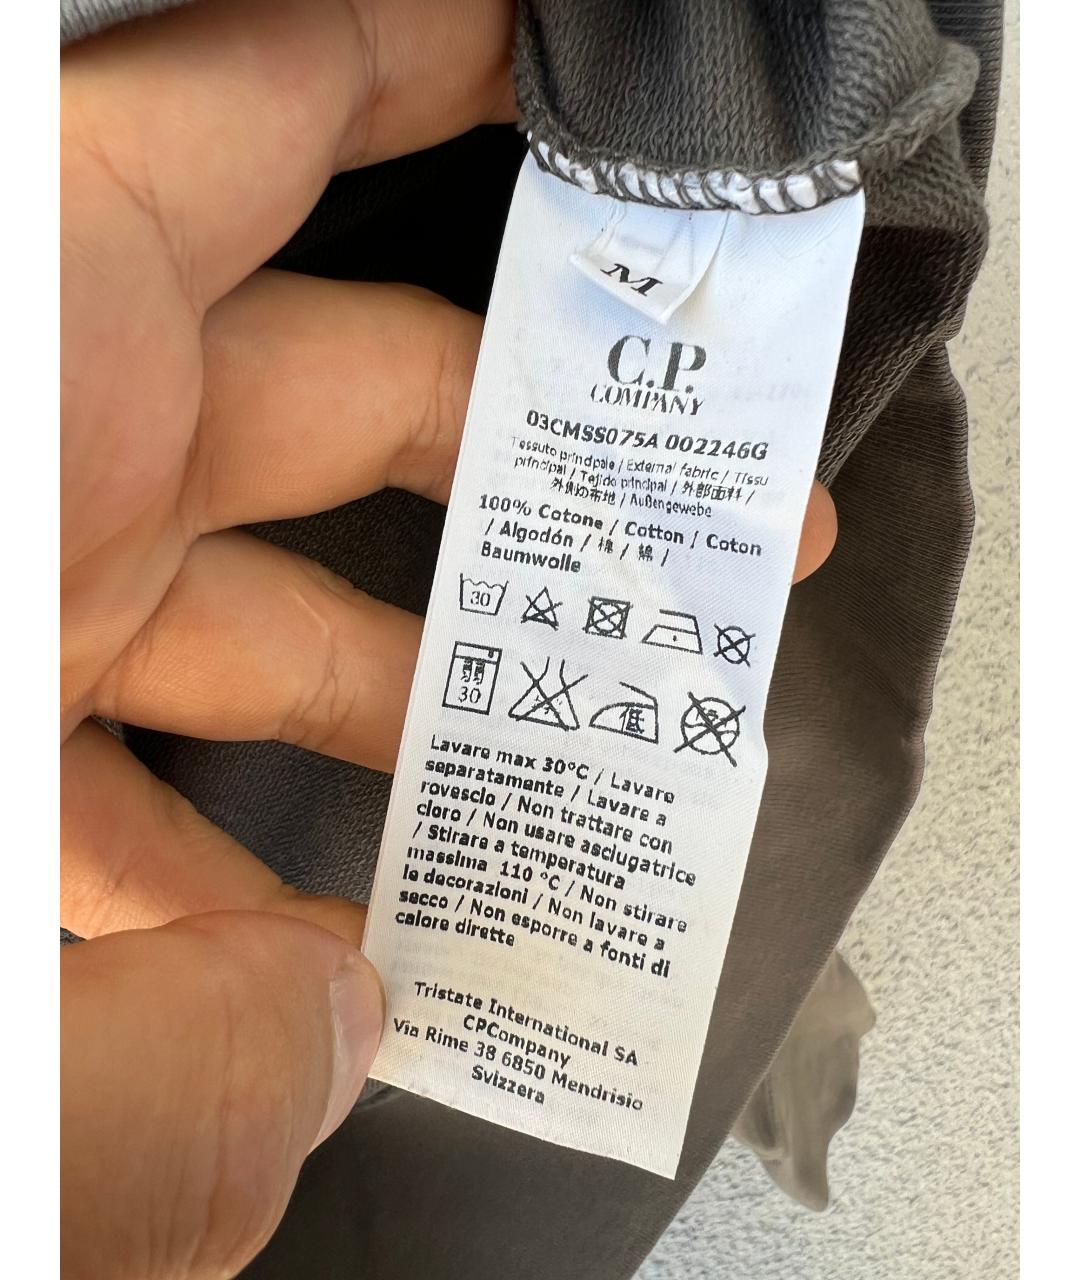 M
C.P.
COMPANY
03CMSS075A 002246G
Tessuto principale / External fabric / Tissu
principal / Tejido principal / 外部面料 /
外側の布地 / Außengewebe
100% Cotone / Cotton / Coton
/ Algodón / 棉 / 綿 /
Baumwolle
30
弱
30
低
Lavare max 30°C / Lavare
separatamente / Lavare a
rovescio / Non trattare con
cloro / Non usare asciugatrice
/ Stirare a temperatura
massima 110 °C / Non stirare
le decorazioni / Non lavare a
secco / Non esporre a fonti di
calore dirette
Tristate International SA
CPCompany
Via Rime 38 6850 Mendrisio
Svizzera